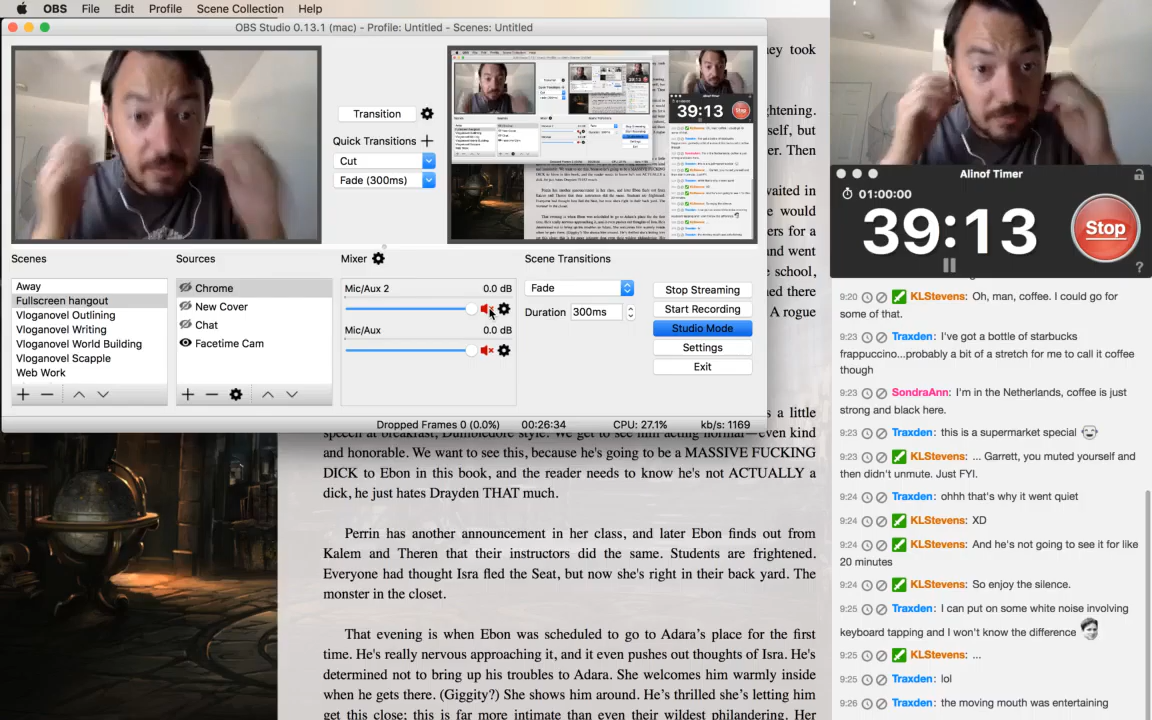 OBS File Edit Profile Scene Collection Help
OBS Studio 0.13.1 (mac) - Profile: Untitled - Scenes: Untitled
Transition
Quick Transitions
Cut
Fade (300ms)
39:13
Scenes
Away
Fullscreen hangout
Vloganovel Outlining
Vloganovel Writing
Vloganovel World Building
Vloganovel Scapple
Web Work
Sources
Chrome
New Cover
Chat
Facetime Cam
Mixer
Mic/Aux 2 0.0 dB
Mic/Aux 0.0 dB
Scene Transitions
Fade
Duration 300ms
Stop Streaming
Start Recording
Studio Mode
Settings
Exit
Dropped Frames 0 (0.0%) 00:26:34 CPU: 27.1% kb/s: 1169
ey took
ghtening.
self, but
er. Then
waited in
e would
ers for a
and went
school,
ned there
A rogue
s a little
speech at breakfast, Dumbledore style. We get to see him acting normal—even kind
and honorable. We want to see this, because he's going to be a MASSIVE FUCKING
DICK to Ebon in this book, and the reader needs to know he's not ACTUALLY a
dick, he just hates Drayden THAT much.
Perrin has another announcement in her class, and later Ebon finds out from
Kalem and Theren that their instructors did the same. Students are frightened.
Everyone had thought Isra fled the Seat, but now she's right in their back yard. The
monster in the closet.
That evening is when Ebon was scheduled to go to Adara's place for the first
time. He's really nervous approaching it, and it even pushes out thoughts of Isra. He's
determined not to bring up his troubles to Adara. She welcomes him warmly inside
when he gets there. (Giggity?) She shows him around. He's thrilled she's letting him
get this close; this is far more intimate than even their wildest philandering. Her
Alinof Timer
01:00:00
39:13
Stop
?
9:20 KLStevens: Oh, man, coffee. I could go for
some of that.
9:23 Traxden: I've got a bottle of starbucks
frappuccino...probably a bit of a stretch for me to call it coffee
though
9:23 SondraAnn: I'm in the Netherlands, coffee is just
strong and black here.
9:23 Traxden: this is a supermarket special
9:23 KLStevens: ... Garrett, you muted yourself and
then didn't unmute. Just FYI.
9:24 Traxden: ohhh that's why it went quiet
9:24 KLStevens: XD
9:24 KLStevens: And he's not going to see it for like
20 minutes
9:24 KLStevens: So enjoy the silence.
9:25 Traxden: I can put on some white noise involving
keyboard tapping and I won't know the difference
9:25 KLStevens: ...
9:25 Traxden: lol
9:26 Traxden: the moving mouth was entertaining